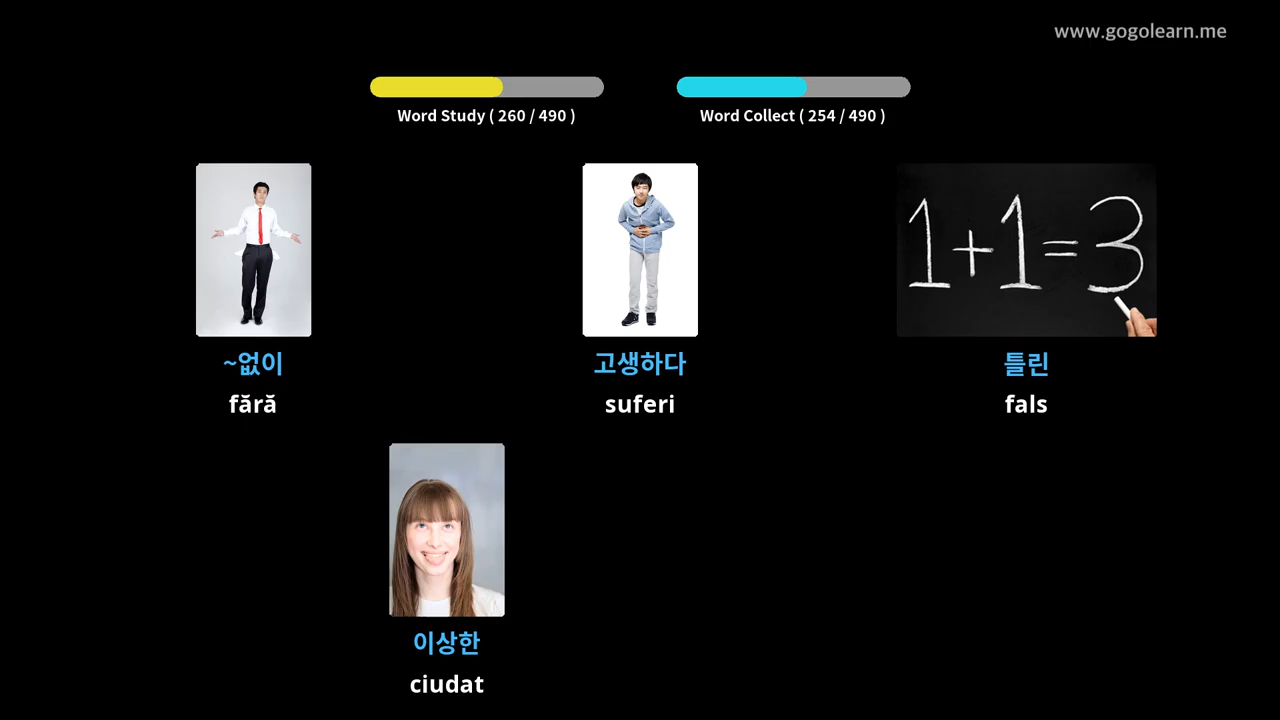 www.gogolearn.me
Word Study ( 260 / 490 )
Word Collect ( 254 / 490 )
1+1=3
~없이
고생하다
틀린
fără
suferi
fals
이상한
ciudat